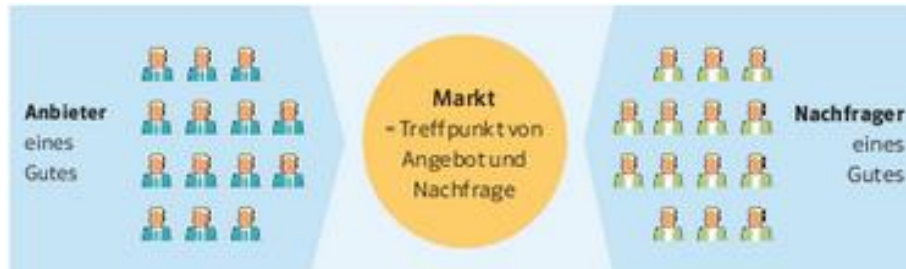 Anbieter
eines
Gutes
Markt
= Treffpunkt von
Angebot und
Nachfrage
Nachfrager
eines
Gutes